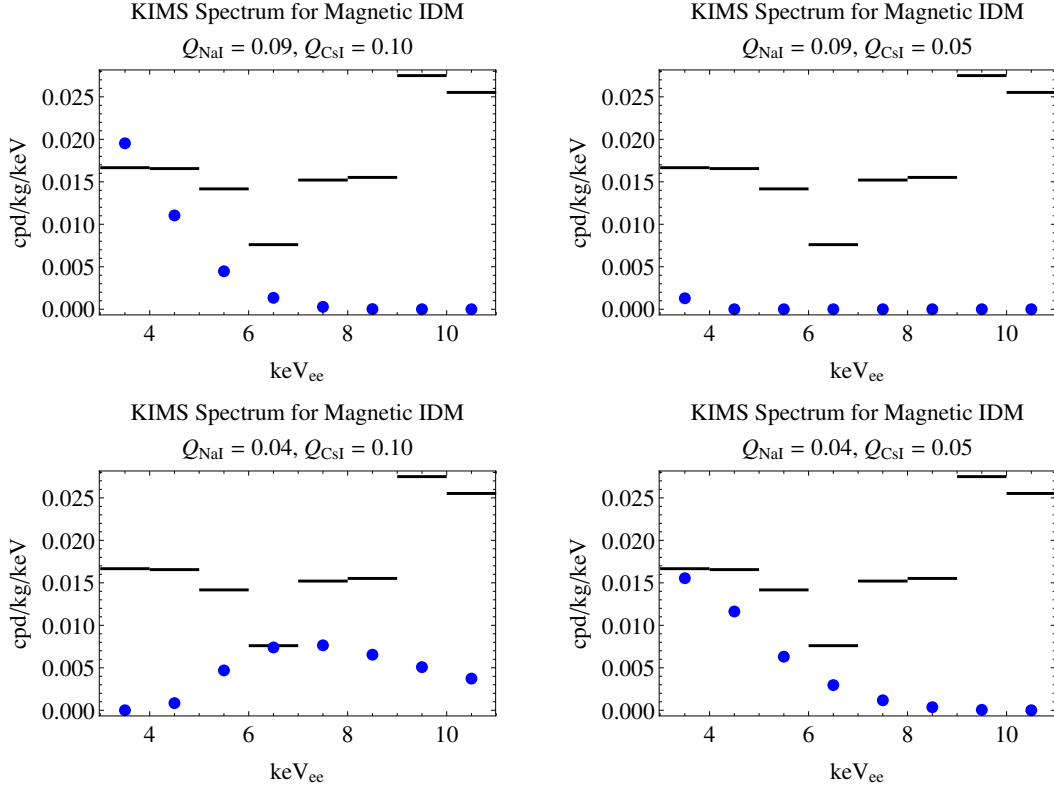 KIMS Spectrum for Magnetic IDM
Q_NaI = 0.09, Q_CsI = 0.10
0.025
0.020
0.015
0.010
0.005
0.000
cpd/kg/keV
4 6 8 10
keV_ee
KIMS Spectrum for Magnetic IDM
Q_NaI = 0.09, Q_CsI = 0.05
0.025
0.020
0.015
0.010
0.005
0.000
cpd/kg/keV
4 6 8 10
keV_ee
KIMS Spectrum for Magnetic IDM
Q_NaI = 0.04, Q_CsI = 0.10
0.025
0.020
0.015
0.010
0.005
0.000
cpd/kg/keV
4 6 8 10
keV_ee
KIMS Spectrum for Magnetic IDM
Q_NaI = 0.04, Q_CsI = 0.05
0.025
0.020
0.015
0.010
0.005
0.000
cpd/kg/keV
4 6 8 10
keV_ee